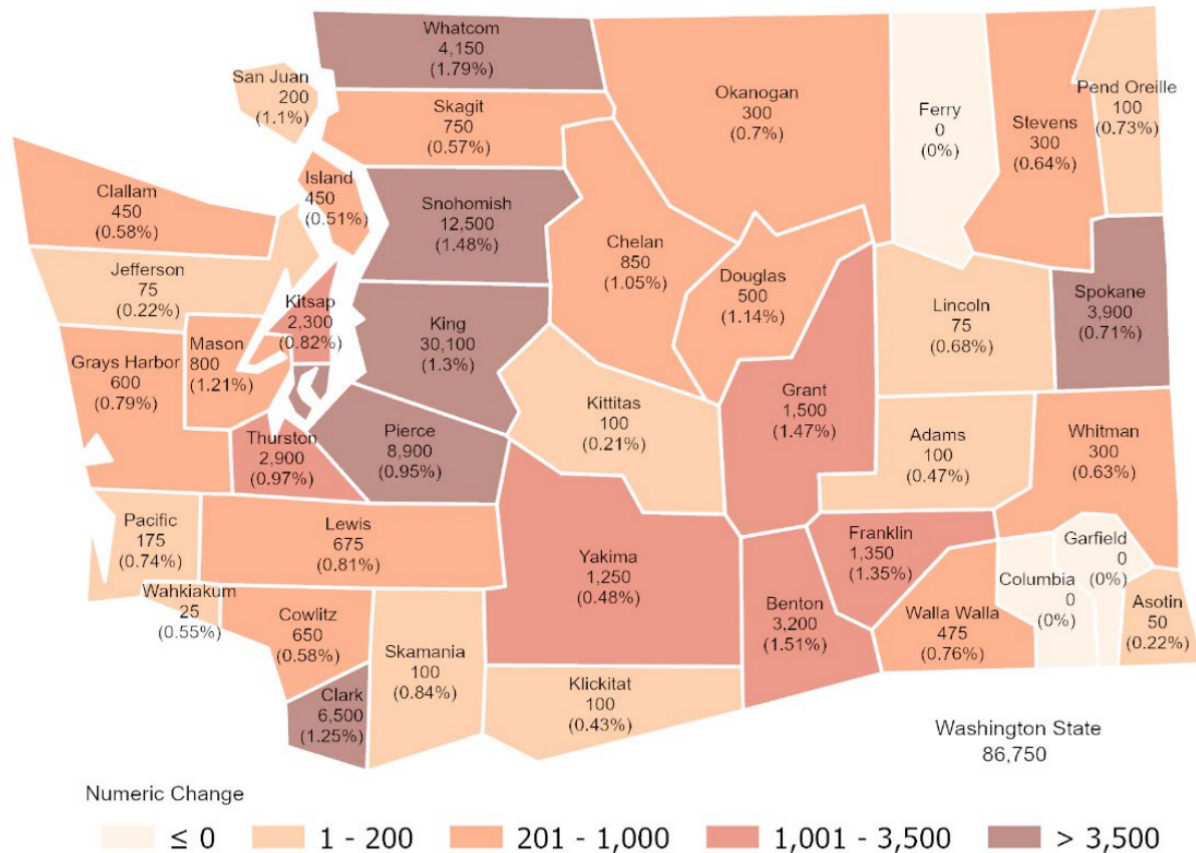 Whatcom
4,150
(1.79%)
San Juan
200
(1.1%)
Skagit
750
(0.57%)
Okanogan
300
(0.7%)
Ferry
0
(0%)
Stevens
300
(0.64%)
Pend Oreille
100
(0.73%)
Clallam
450
(0.58%)
Island
450
(0.51%)
Snohomish
12,500
(1.48%)
Chelan
850
(1.05%)
Douglas
500
(1.14%)
Jefferson
75
(0.22%)
Kitsap
2,300
(0.82%)
King
30,100
(1.3%)
Lincoln
75
(0.68%)
Spokane
3,900
(0.71%)
Grays Harbor
600
(0.79%)
Mason
800
(1.21%)
Kittitas
100
(0.21%)
Grant
1,500
(1.47%)
Adams
100
(0.47%)
Whitman
300
(0.63%)
Thurston
2,900
(0.97%)
Pierce
8,900
(0.95%)
Pacific
175
(0.74%)
Lewis
675
(0.81%)
Yakima
1,250
(0.48%)
Franklin
1,350
(1.35%)
Garfield
0
(0%)
Columbia
0
(0%)
Wahkiakum
25
(0.55%)
Cowlitz
650
(0.58%)
Skamania
100
(0.84%)
Benton
3,200
(1.51%)
Walla Walla
475
(0.76%)
Asotin
50
(0.22%)
Clark
6,500
(1.25%)
Klickitat
100
(0.43%)
Washington State
86,750
Numeric Change
≤ 0
1 - 200
201 - 1,000
1,001 - 3,500
> 3,500